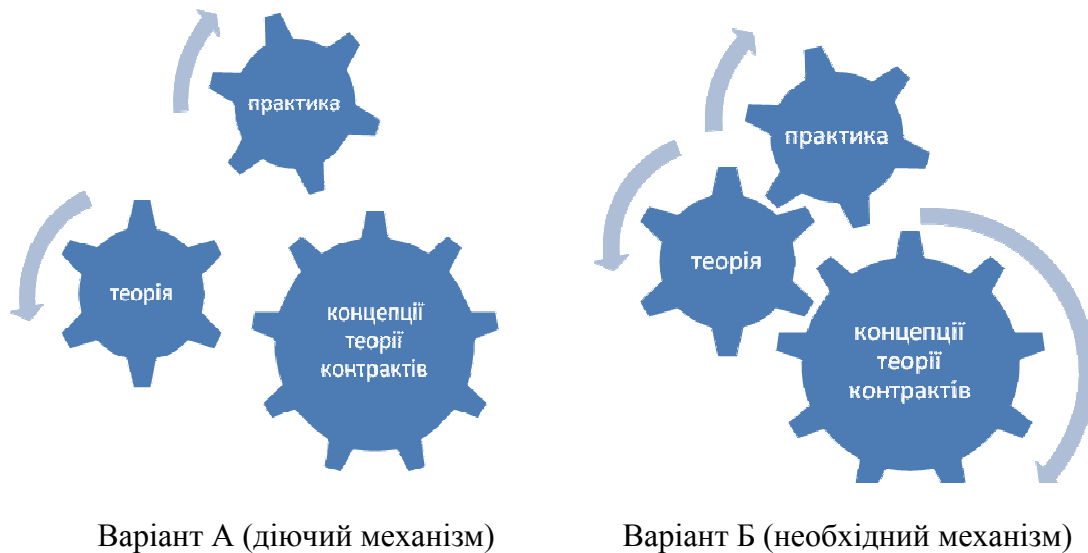 практика
теорія
концепції
теорії
контрактів
практика
теорія
концепції
теорії
контрактів
Варіант А (діючий механізм)
Варіант Б (необхідний механізм)